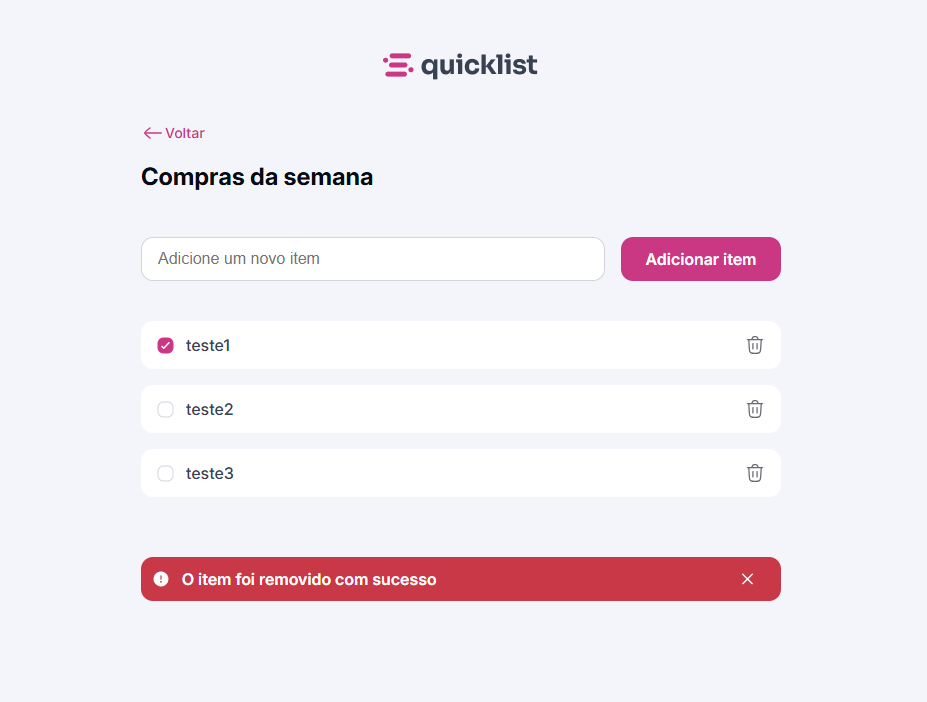 quicklist
Voltar
Compras da semana
Adicione um novo item
Adicionar item
teste1
teste2
teste3
O item foi removido com sucesso